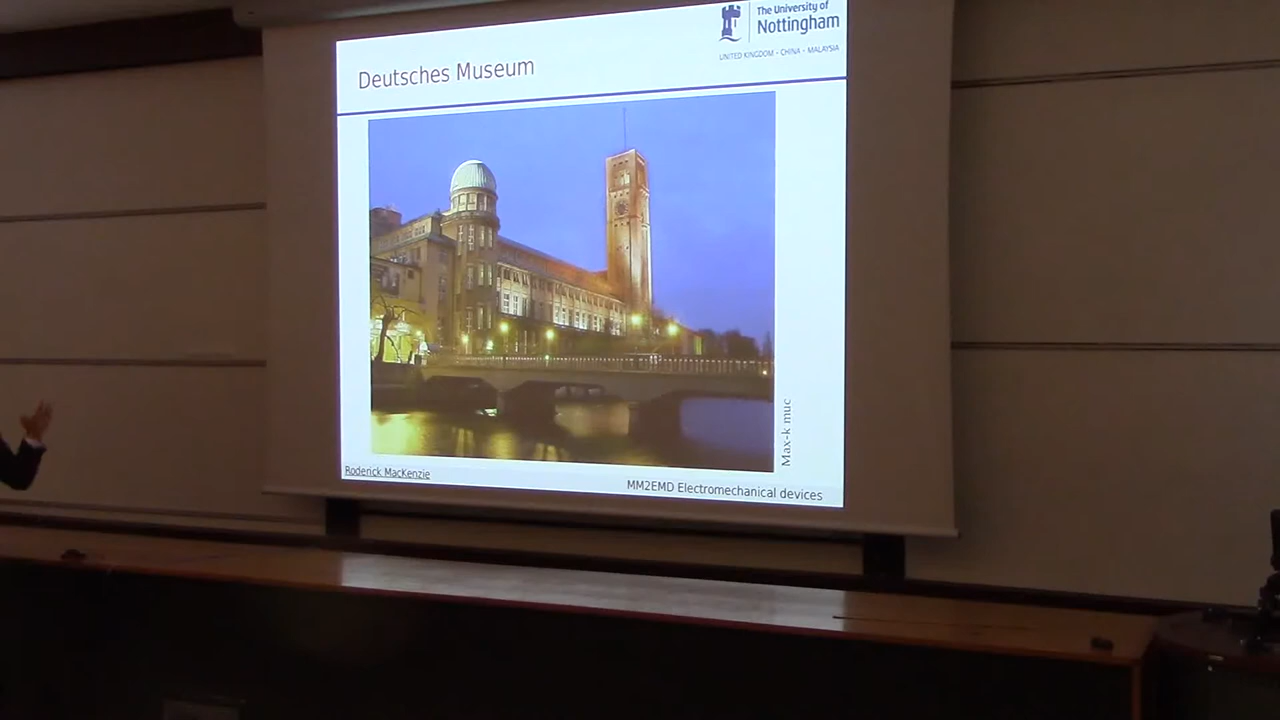 The University of
Nottingham
UNITED KINGDOM • CHINA • MALAYSIA
Deutsches Museum
Max-k muc
Roderick MacKenzie
MM2EMD Electromechanical devices